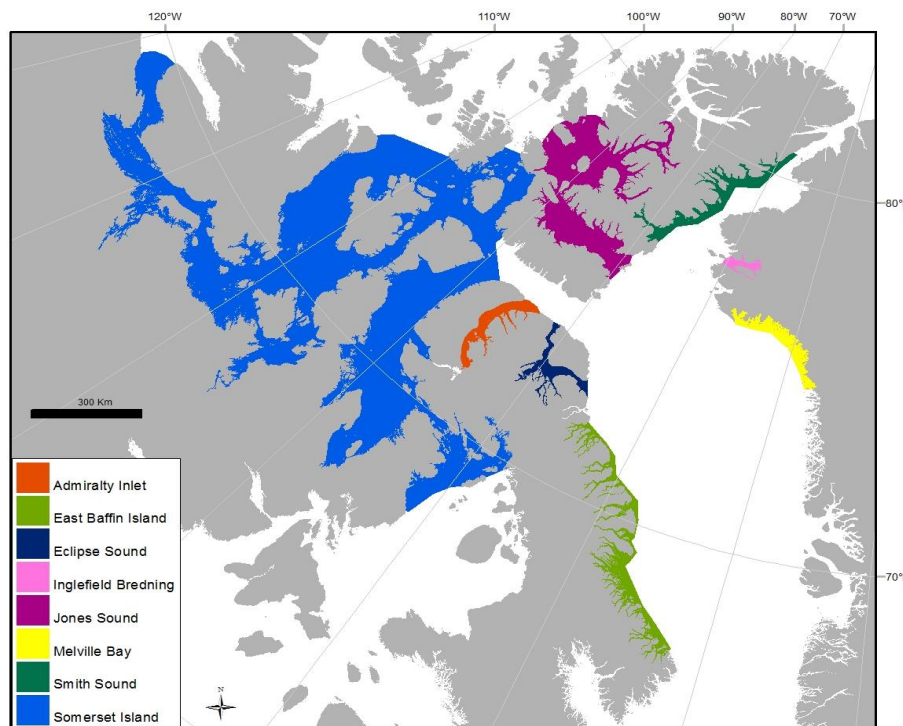 120°W 110°W 100°W 90°W 80°W 70°W
80°
300 Km
Admiralty Inlet
East Baffin Island
Eclipse Sound
Inglefield Bredning
70°
Jones Sound
Melville Bay
Smith Sound
N
Somerset Island